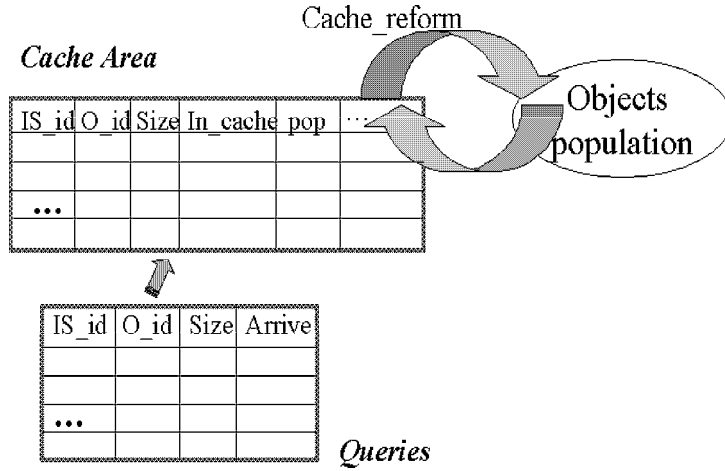 Cache_reform
Cache Area
IS_id O_id Size In_cache pop ...
...
Objects
population
IS_id O_id Size Arrive
...
Queries